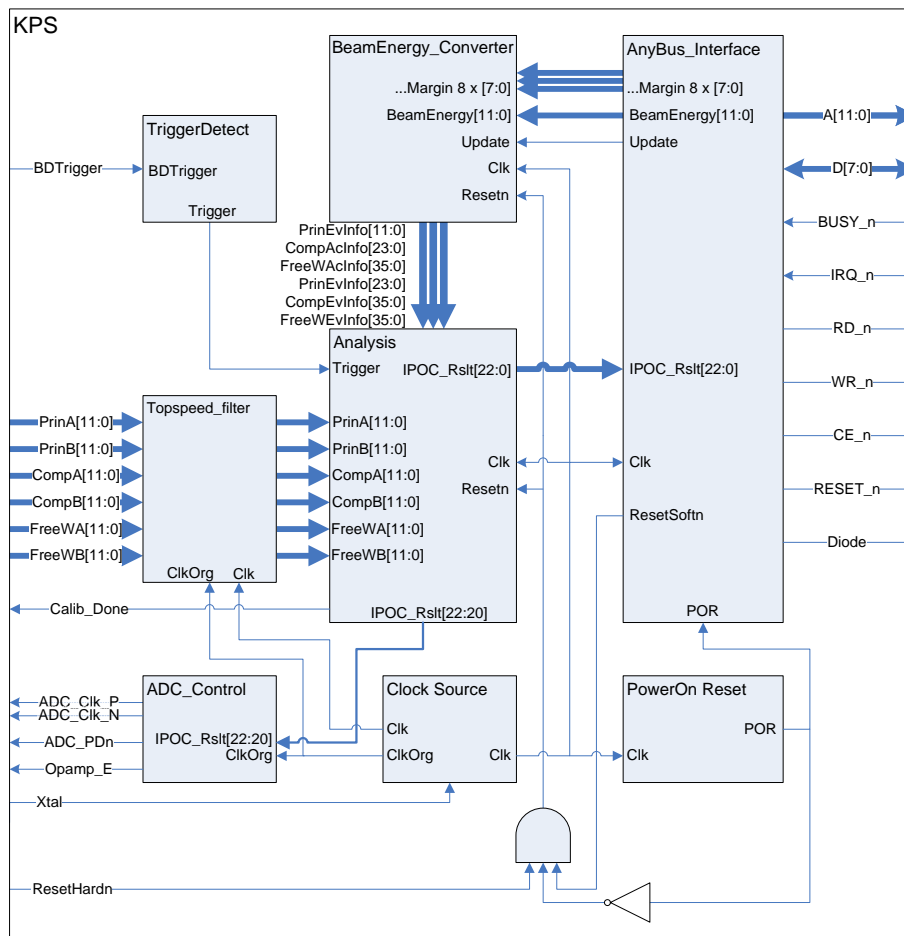 KPS
BeamEnergy_Converter
...Margin 8 x [7:0]
BeamEnergy[11:0]
Update
Clk
Resetn
AnyBus_Interface
...Margin 8 x [7:0]
BeamEnergy[11:0]
Update
IPOC_Rslt[22:0]
Clk
ResetSoftn
POR
A[11:0]
D[7:0]
BUSY_n
IRQ_n
RD_n
WR_n
CE_n
RESET_n
Diode
BDTrigger
TriggerDetect
BDTrigger
Trigger
PrinEvInfo[11:0]
CompAcInfo[23:0]
FreeWAcInfo[35:0]
PrinEvInfo[23:0]
CompEvInfo[35:0]
FreeWEvInfo[35:0]
Analysis
Trigger
IPOC_Rslt[22:0]
PrinA[11:0]
PrinB[11:0]
CompA[11:0]
CompB[11:0]
FreeWA[11:0]
FreeWB[11:0]
Clk
Resetn
IPOC_Rslt[22:20]
PrinA[11:0]
PrinB[11:0]
CompA[11:0]
CompB[11:0]
FreeWA[11:0]
FreeWB[11:0]
Topspeed_filter
ClkOrg
Clk
Calib_Done
ADC_Clk_P
ADC_Clk_N
ADC_PDn
Opamp_E
Xtal
ADC_Control
IPOC_Rslt[22:20]
ClkOrg
Clock Source
Clk
ClkOrg
Clk
PowerOn Reset
POR
Clk
ResetHardn